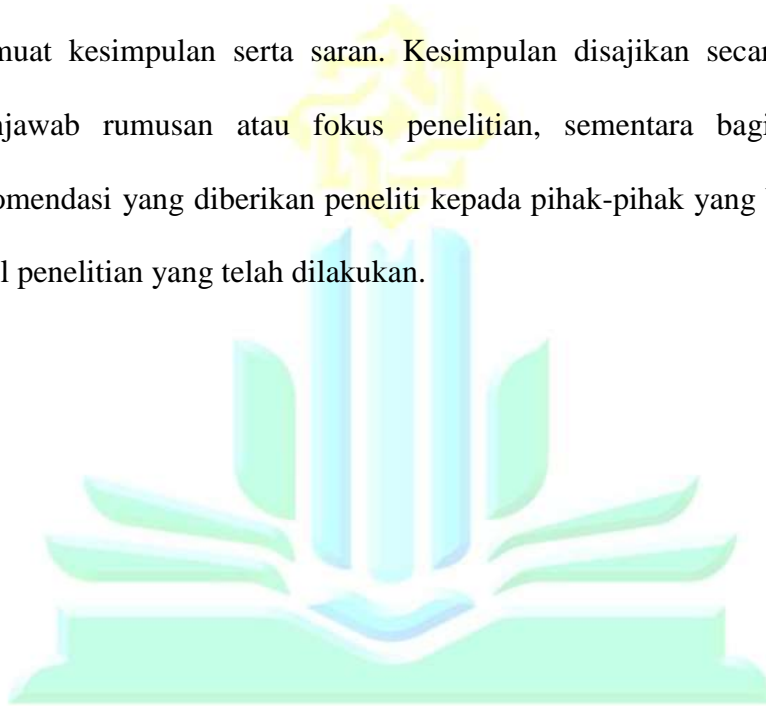 muat kesimpulan serta saran. Kesimpulan disajikan secar
njawab rumusan atau fokus penelitian, sementara bagi
omendasi yang diberikan peneliti kepada pihak-pihak yang
l penelitian yang telah dilakukan.